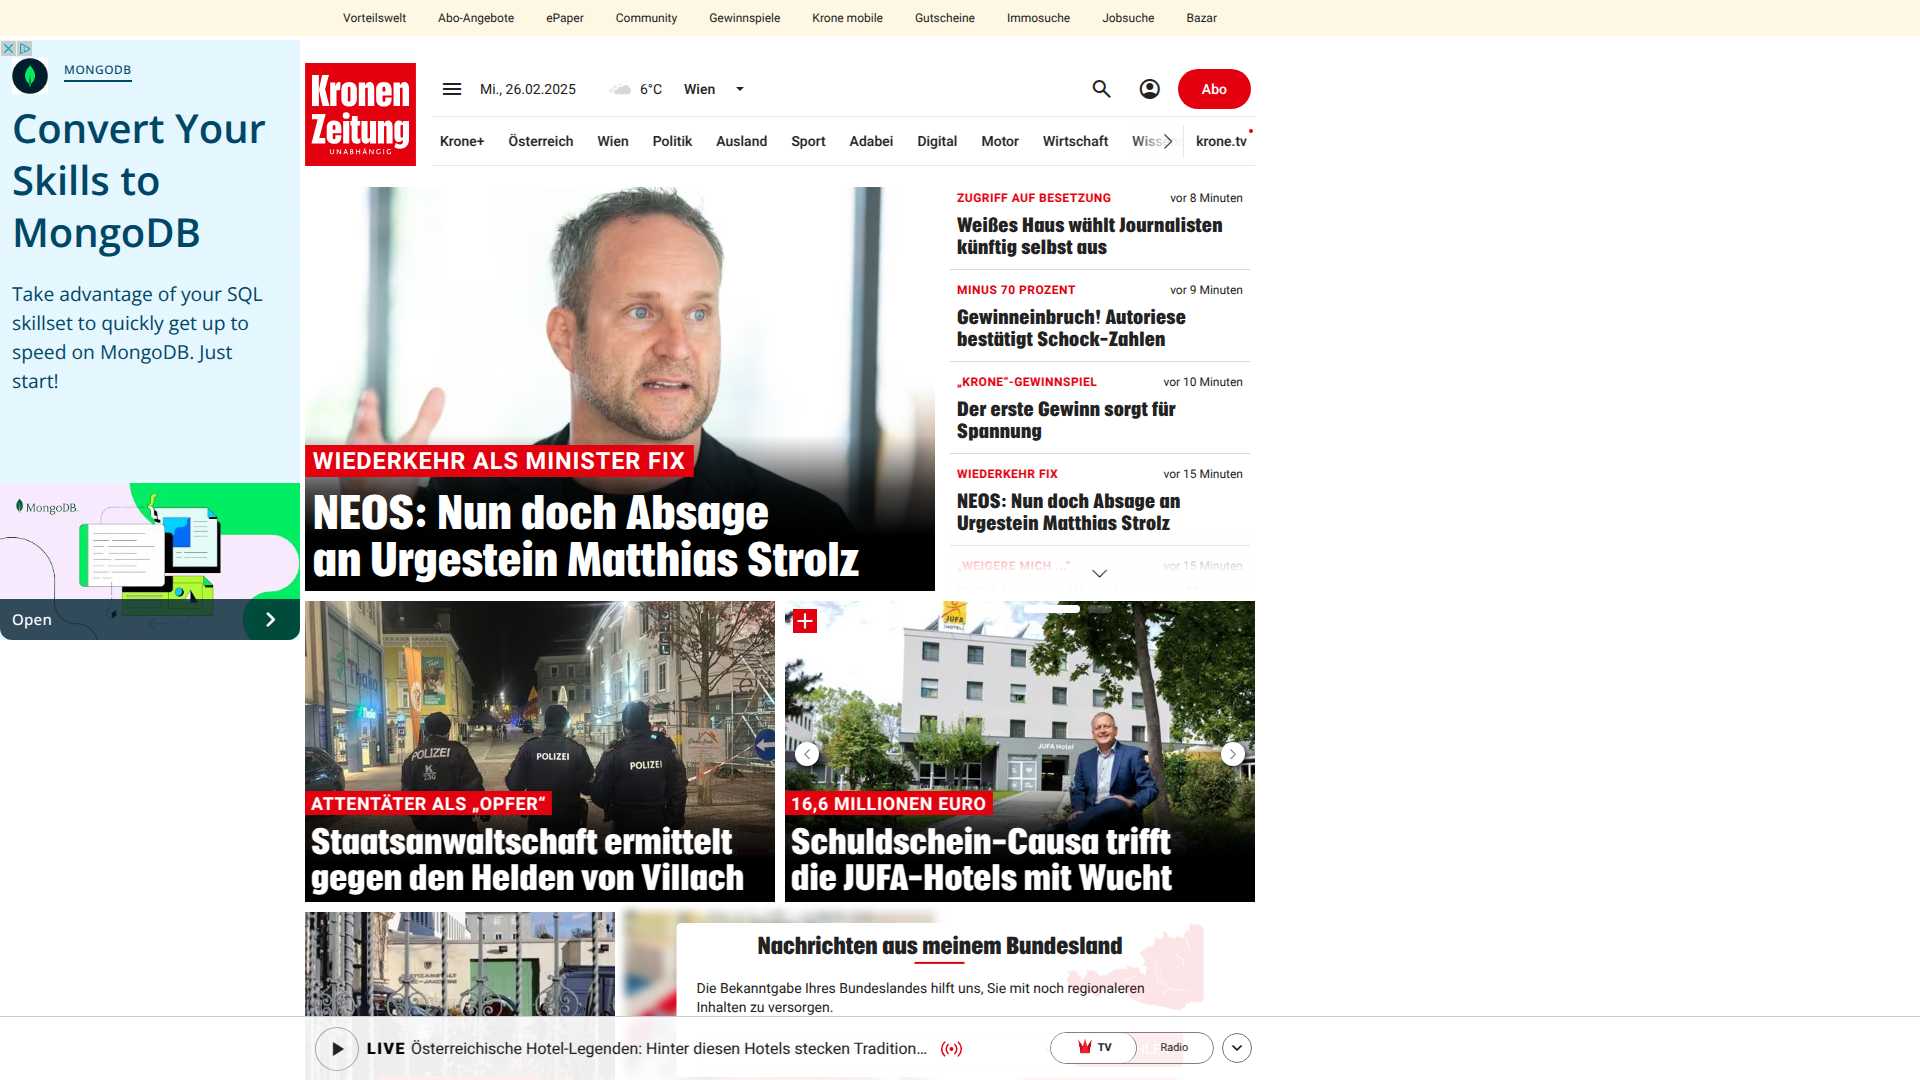 Vorteilswelt Abo-Angebote ePaper Community Gewinnspiele Krone mobile Gutscheine Immosuche Jobsuche Bazar
MONGODB
Convert Your
Skills to
MongoDB
Take advantage of your SQL
skillset to quickly get up to
speed on MongoDB. Just
start!
MongoDB.
Open
Kronen
Zeitung
UNABHÄNGIG
Mi., 26.02.2025 6°C Wien
Abo
Krone+ Österreich Wien Politik Ausland Sport Adabei Digital Motor Wirtschaft krone.tv
WIEDERKEHR ALS MINISTER FIX
NEOS: Nun doch Absage
an Urgestein Matthias Strolz
ZUGRIFF AUF BESETZUNG vor 8 Minuten
Weißes Haus wählt Journalisten
künftig selbst aus
MINUS 70 PROZENT vor 9 Minuten
Gewinneinbruch! Autoriese
bestätigt Schock-Zahlen
„KRONE“-GEWINNSPIEL vor 10 Minuten
Der erste Gewinn sorgt für
Spannung
WIEDERKEHR FIX vor 15 Minuten
NEOS: Nun doch Absage an
Urgestein Matthias Strolz
„WEIGERE MICH ...“ vor 15 Minuten
Thalia
POLIZEI
POLIZEI
POLIZEI
ATTENTÄTER ALS „OPFER“
Staatsanwaltschaft ermittelt
gegen den Helden von Villach
JUFA
HOTEL
JUFA Hotel
16,6 MILLIONEN EURO
Schuldschein-Causa trifft
die JUFA-Hotels mit Wucht
Nachrichten aus meinem Bundesland
Die Bekanntgabe Ihres Bundeslandes hilft uns, Sie mit noch regionaleren
Inhalten zu versorgen.
LIVE Österreichische Hotel-Legenden: Hinter diesen Hotels stecken Tradition...
TV Radio